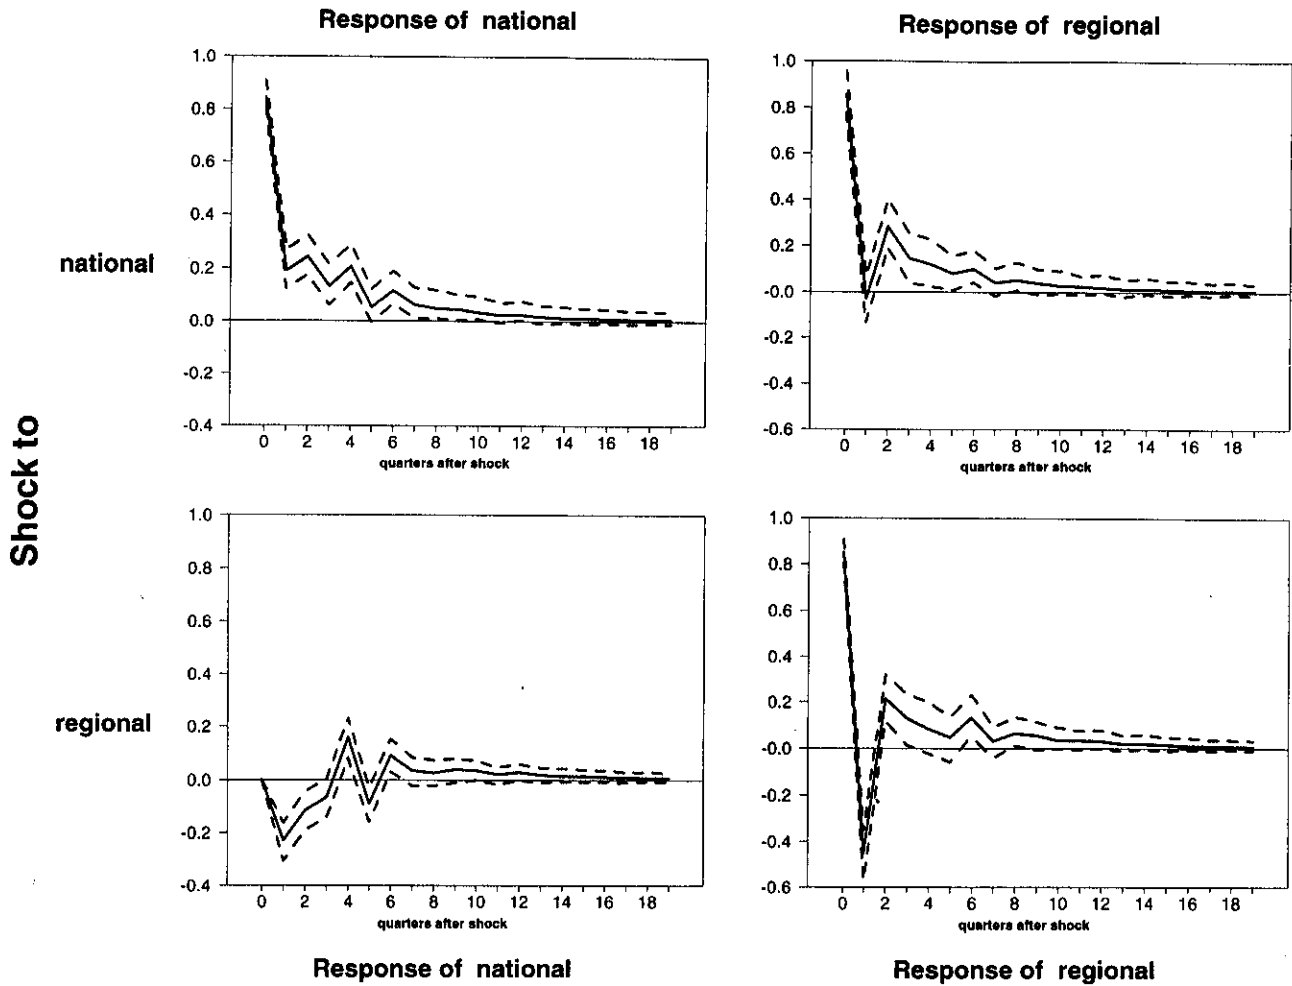 Response of national
Response of regional
1.0
0.8
0.6
0.4
0.2
0.0
-0.2
-0.4
0 2 4 6 8 10 12 14 16 18
quarters after shock
1.0
0.8
0.6
0.4
0.2
-0.0
-0.2
-0.4
-0.6
0 2 4 6 8 10 12 14 16 18
quarters after shock
national
Shock to
regional
1.0
0.8
0.6
0.4
0.2
0.0
-0.2
-0.4
0 2 4 6 8 10 12 14 16 18
quarters after shock
1.0
0.8
0.6
0.4
0.2
-0.0
-0.2
-0.4
-0.6
0 2 4 6 8 10 12 14 16 18
quarters after shock
Response of national
Response of regional